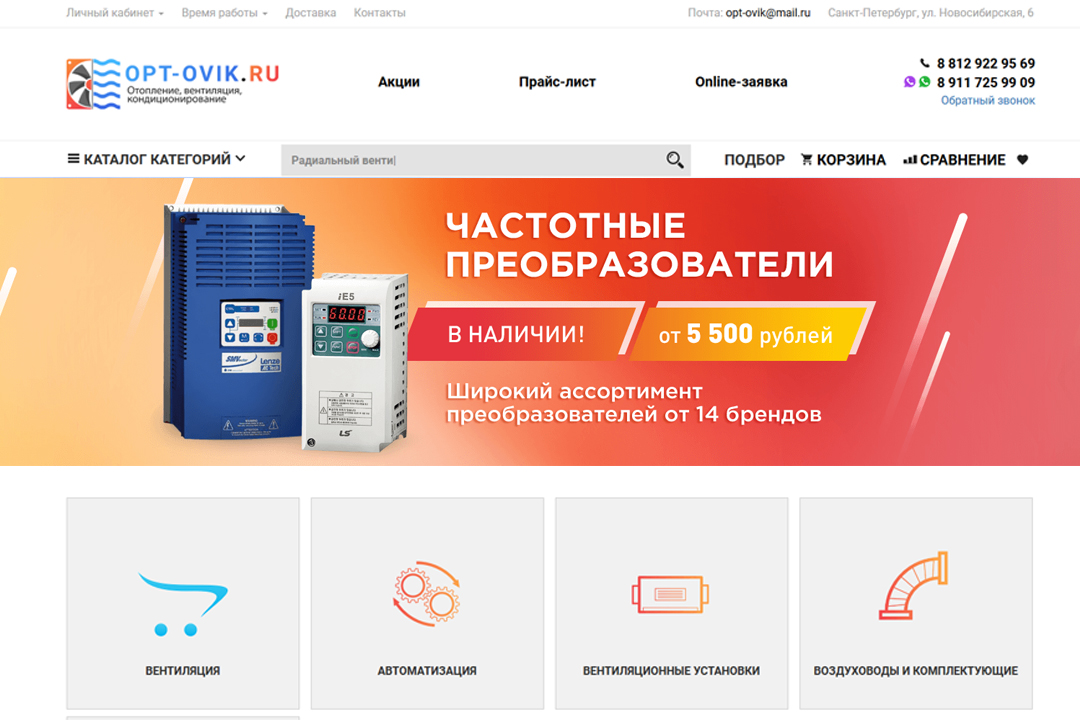 Личный кабинет
Время работы
Доставка
Контакты
Почта: opt-ovik@mail.ru
Санкт-Петербург, ул. Новосибирская, 6
OPT-OVIK.RU
Отопление, вентиляция,
кондиционирование
Акции
Прайс-лист
Online-заявка
8 812 922 95 69
8 911 725 99 09
Обратный звонок
КАТАЛОГ КАТЕГОРИЙ
Радиальный венти
ПОДБОР
КОРЗИНА
СРАВНЕНИЕ
ЧАСТОТНЫЕ
ПРЕОБРАЗОВАТЕЛИ
В НАЛИЧИИ!
от 5 500 рублей
Широкий ассортимент
преобразователей от 14 брендов
iE5
60.00
SMV
Lenze
LS
ВЕНТИЛЯЦИЯ
АВТОМАТИЗАЦИЯ
ВЕНТИЛЯЦИОННЫЕ УСТАНОВКИ
ВОЗДУХОВОДЫ И КОМПЛЕКТУЮЩИЕ